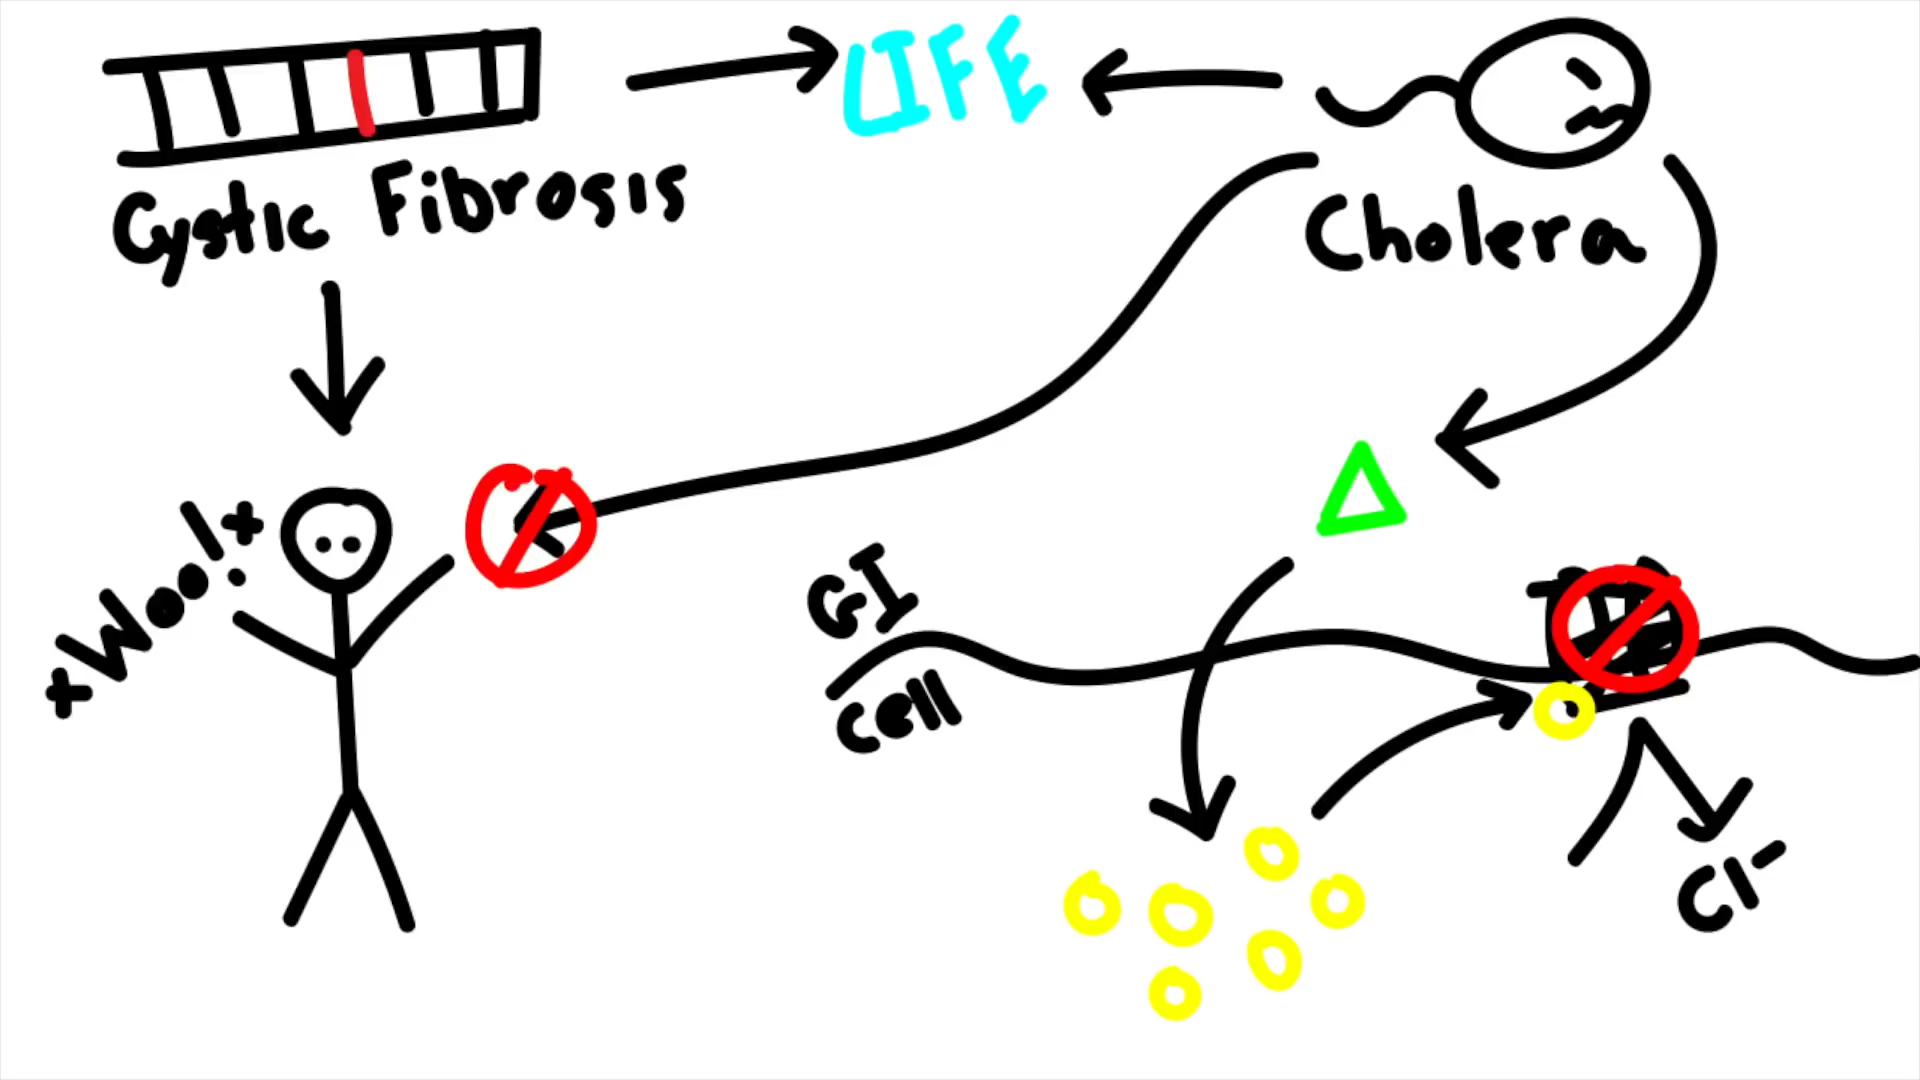 LIFE
Cystic Fibrosis
Cholera
*Woo!*
GI
Cell
Cl-